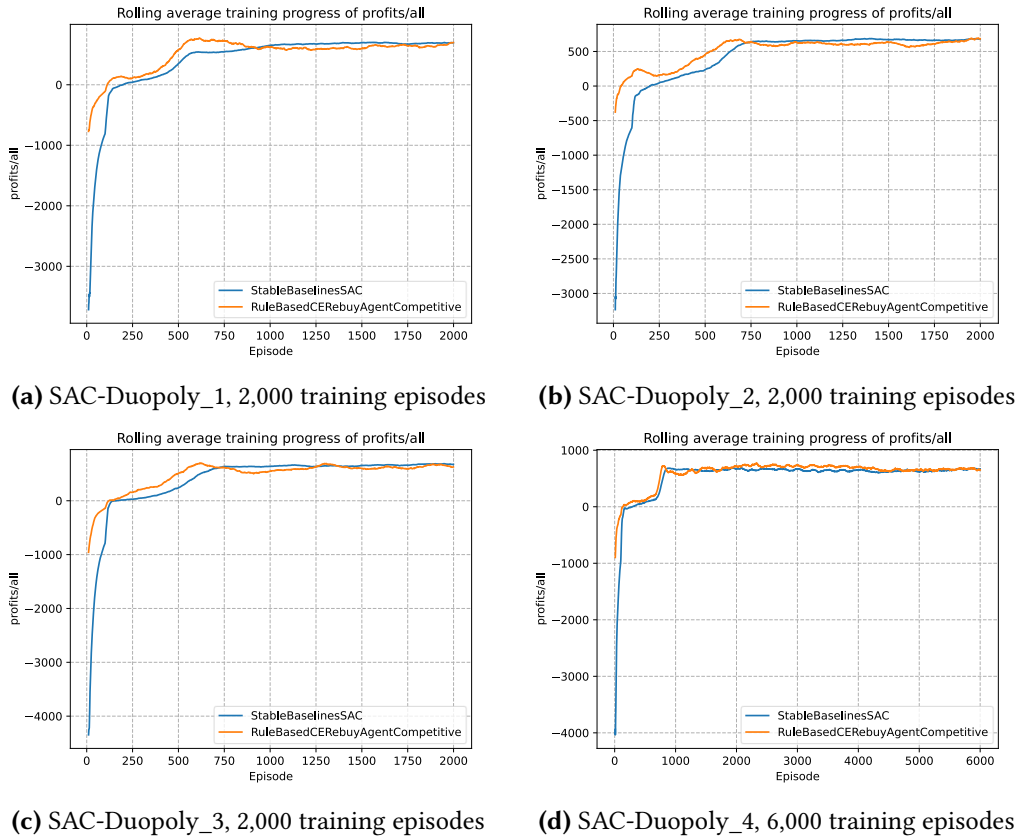 Rolling average training progress of profits/all
0
−1000
−2000
−3000
profits/all
StableBaselinesSAC
RuleBasedCERebuyAgentCompetitive
0 250 500 750 1000 1250 1500 1750 2000
Episode
(a) SAC-Duopoly_1, 2,000 training episodes
Rolling average training progress of profits/all
500
0
−500
−1000
−1500
−2000
−2500
−3000
profits/all
StableBaselinesSAC
RuleBasedCERebuyAgentCompetitive
0 250 500 750 1000 1250 1500 1750 2000
Episode
(b) SAC-Duopoly_2, 2,000 training episodes
Rolling average training progress of profits/all
0
−1000
−2000
−3000
−4000
profits/all
StableBaselinesSAC
RuleBasedCERebuyAgentCompetitive
0 250 500 750 1000 1250 1500 1750 2000
Episode
(c) SAC-Duopoly_3, 2,000 training episodes
Rolling average training progress of profits/all
1000
0
−1000
−2000
−3000
−4000
profits/all
StableBaselinesSAC
RuleBasedCERebuyAgentCompetitive
0 1000 2000 3000 4000 5000 6000
Episode
(d) SAC-Duopoly_4, 6,000 training episodes